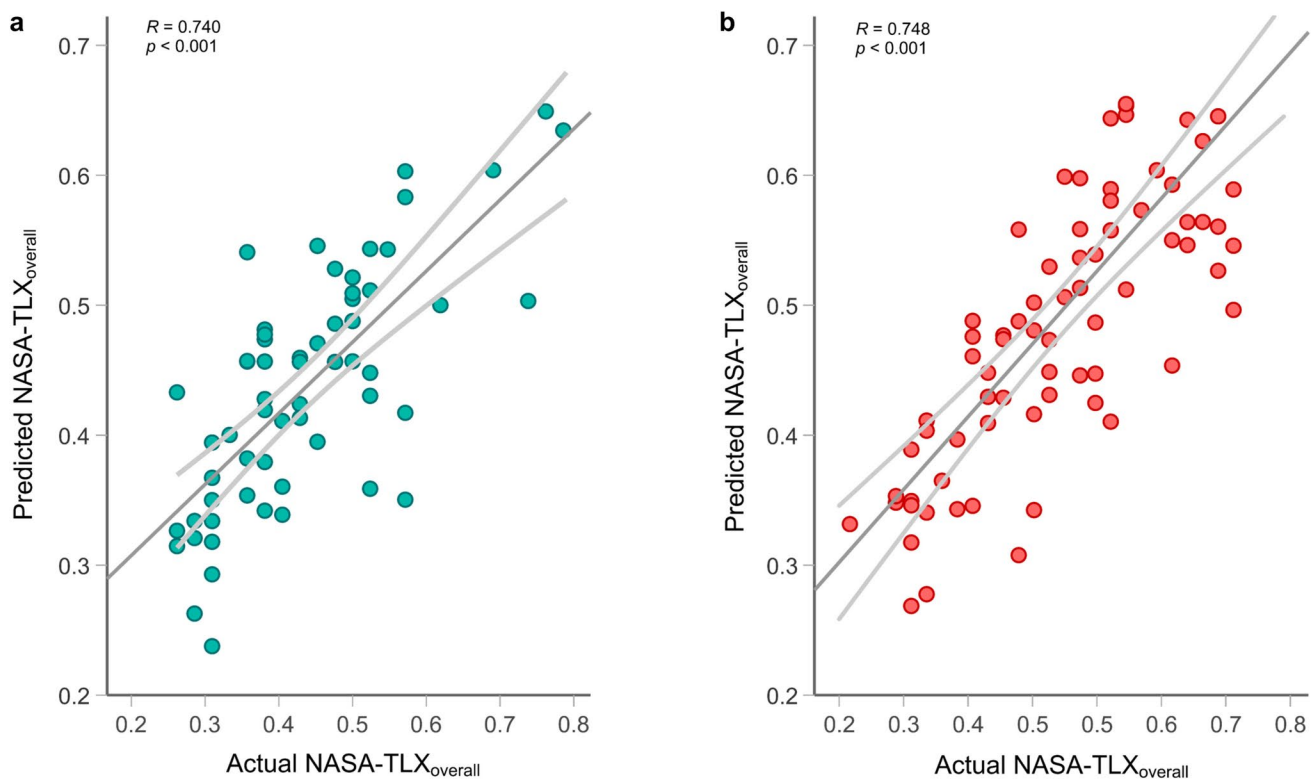 a
R = 0.740
p < 0.001
0.7
0.6
0.5
0.4
0.3
0.2
Predicted NASA-TLXoverall
0.2 0.3 0.4 0.5 0.6 0.7 0.8
Actual NASA-TLXoverall
b
R = 0.748
p < 0.001
0.7
0.6
0.5
0.4
0.3
0.2
Predicted NASA-TLXoverall
0.2 0.3 0.4 0.5 0.5 0.6 0.7 0.8
Actual NASA-TLXoverall